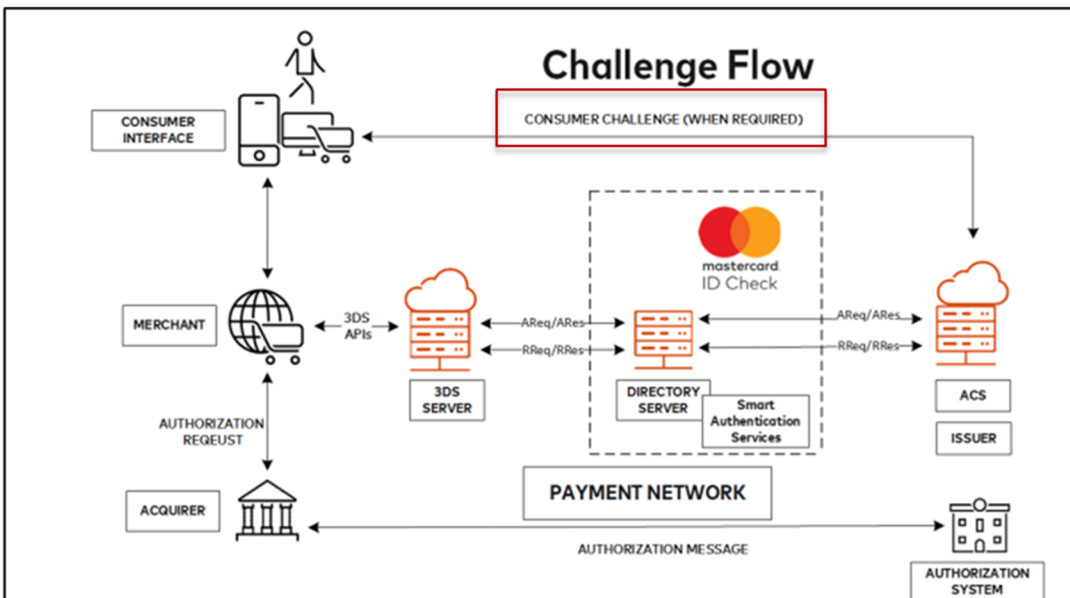 Challenge Flow
CONSUMER
INTERFACE
CONSUMER CHALLENGE (WHEN REQUIRED)
mastercard.
ID Check
MERCHANT
3DS
APIs
AReq/ARes
RReq/RRes
AReq/ARes
RReq/RRes
3DS
SERVER
DIRECTORY
SERVER
Smart
Authentication
Services
ACS
ISSUER
AUTHORIZATION
REQEUST
PAYMENT NETWORK
ACQUIRER
AUTHORIZATION MESSAGE
AUTHORIZATION
SYSTEM